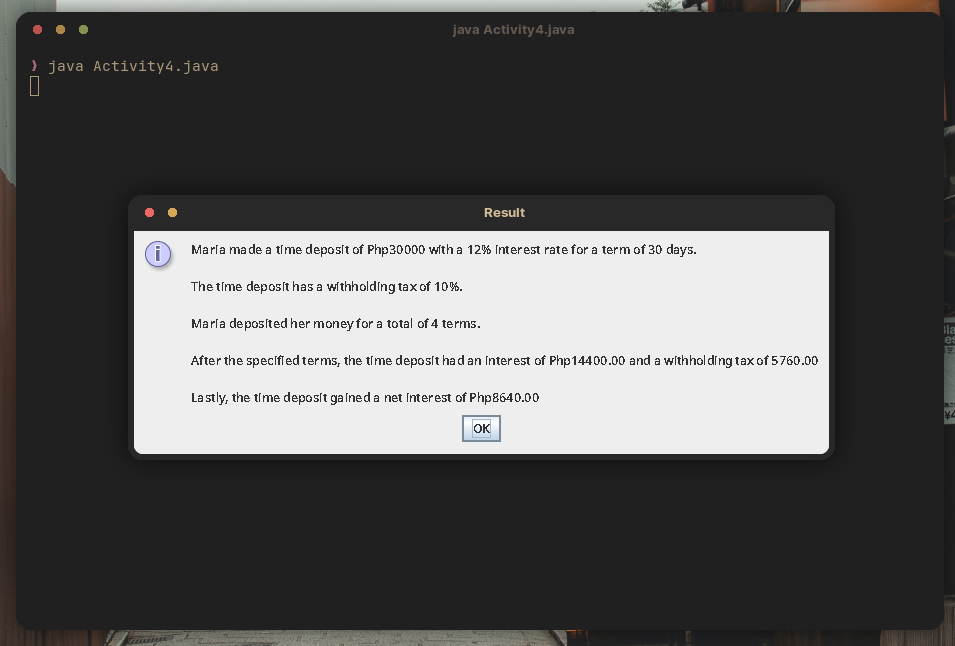 java Activity4.java
❯ java Activity4.java
Result
Maria made a time deposit of Php30000 with a 12% interest rate for a term of 30 days.
The time deposit has a withholding tax of 10%.
Maria deposited her money for a total of 4 terms.
After the specified terms, the time deposit had an interest of Php14400.00 and a withholding tax of 5760.00
Lastly, the time deposit gained a net interest of Php8640.00
OK